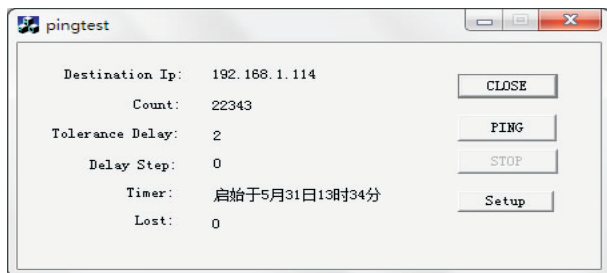 pingtest
Destination Ip: 192.168.1.114
Count: 22343
Tolerance Delay: 2
Delay Step: 0
Timer: 启始于5月31日13时34分
Lost: 0
CLOSE
PING
STOP
Setup